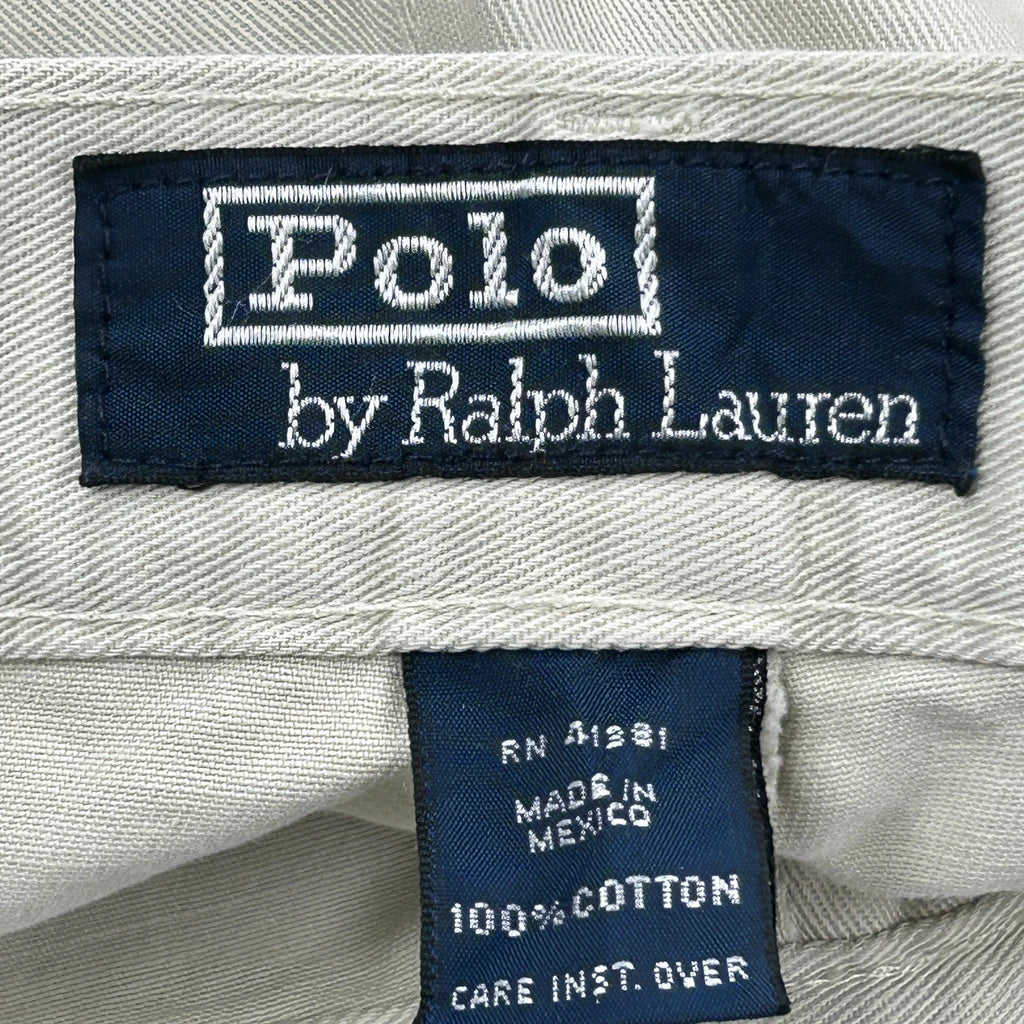 Polo
by Ralph Lauren
RN 41381
MADE IN
MEXICO
100% COTTON
CARE INST. OVER